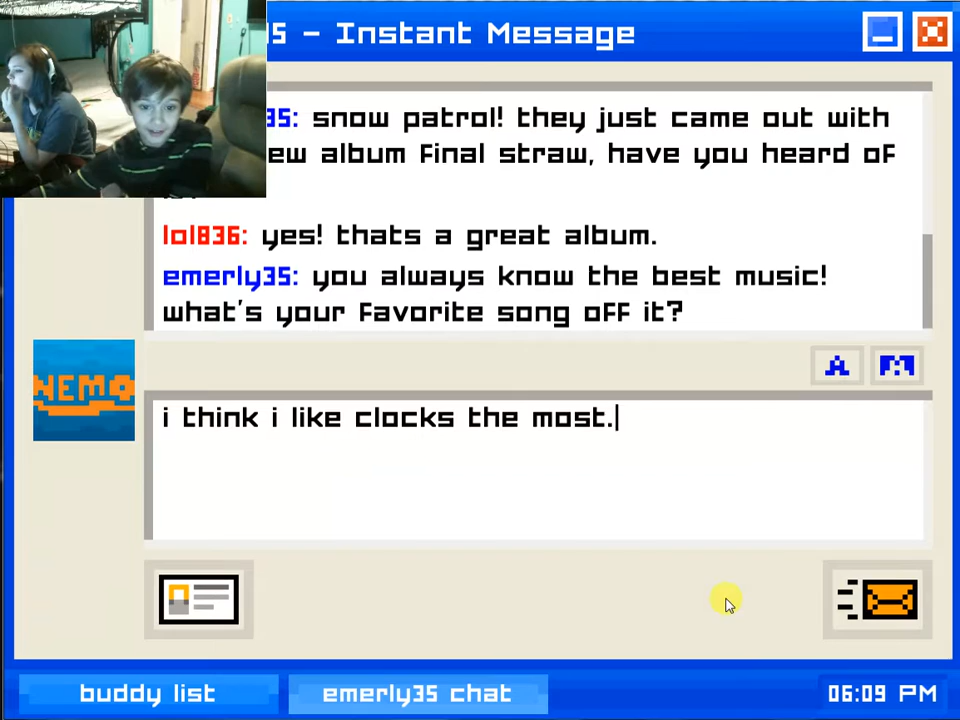 35 – Instant Message
35: snow patrol! they just came out with
ew album Final straw, have you heard of
lol836: yes! thats a great album.
emerly35: you always know the best music!
what's your Favorite song off it?
A
NEMO
i think i like clocks the most.
buddy list
emerly35 chat
06:09 PM